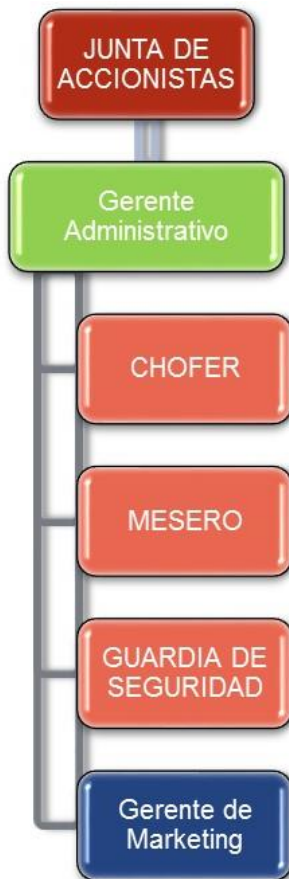 JUNTA DE
ACCIONISTAS
Gerente
Administrativo
CHOFER
MESERO
GUARDIA DE
SEGURIDAD
Gerente de
Marketing